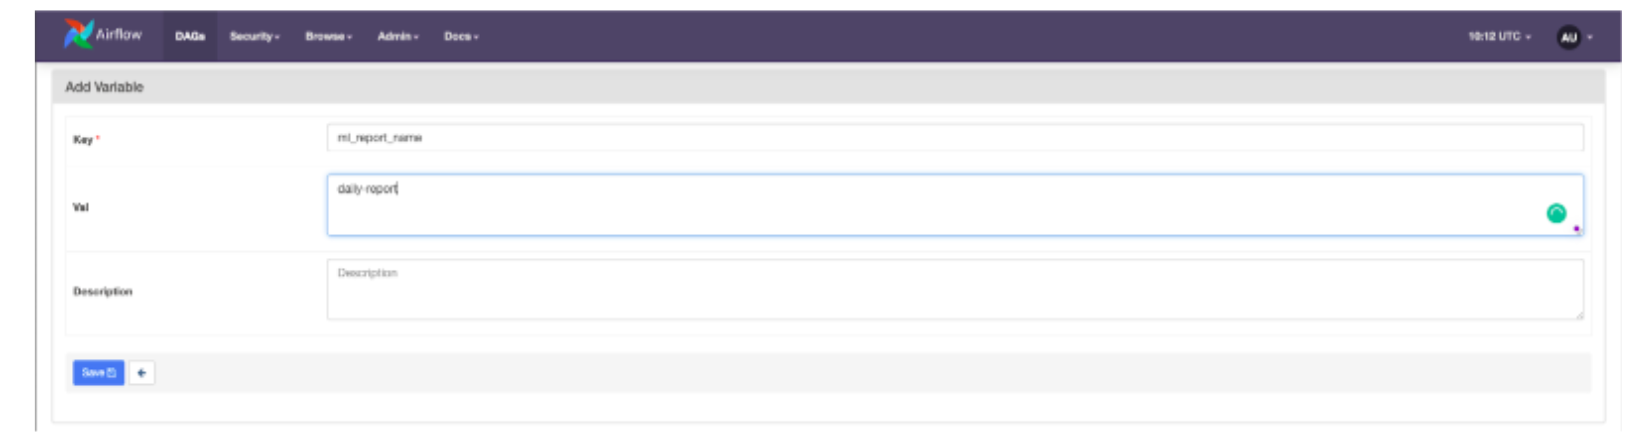 Airflow DAGs Security Browse Admin Docs 10:12 UTC AU
Add Variable
Key *
ml_report_name
Val
daily-report
Description
Description
Save